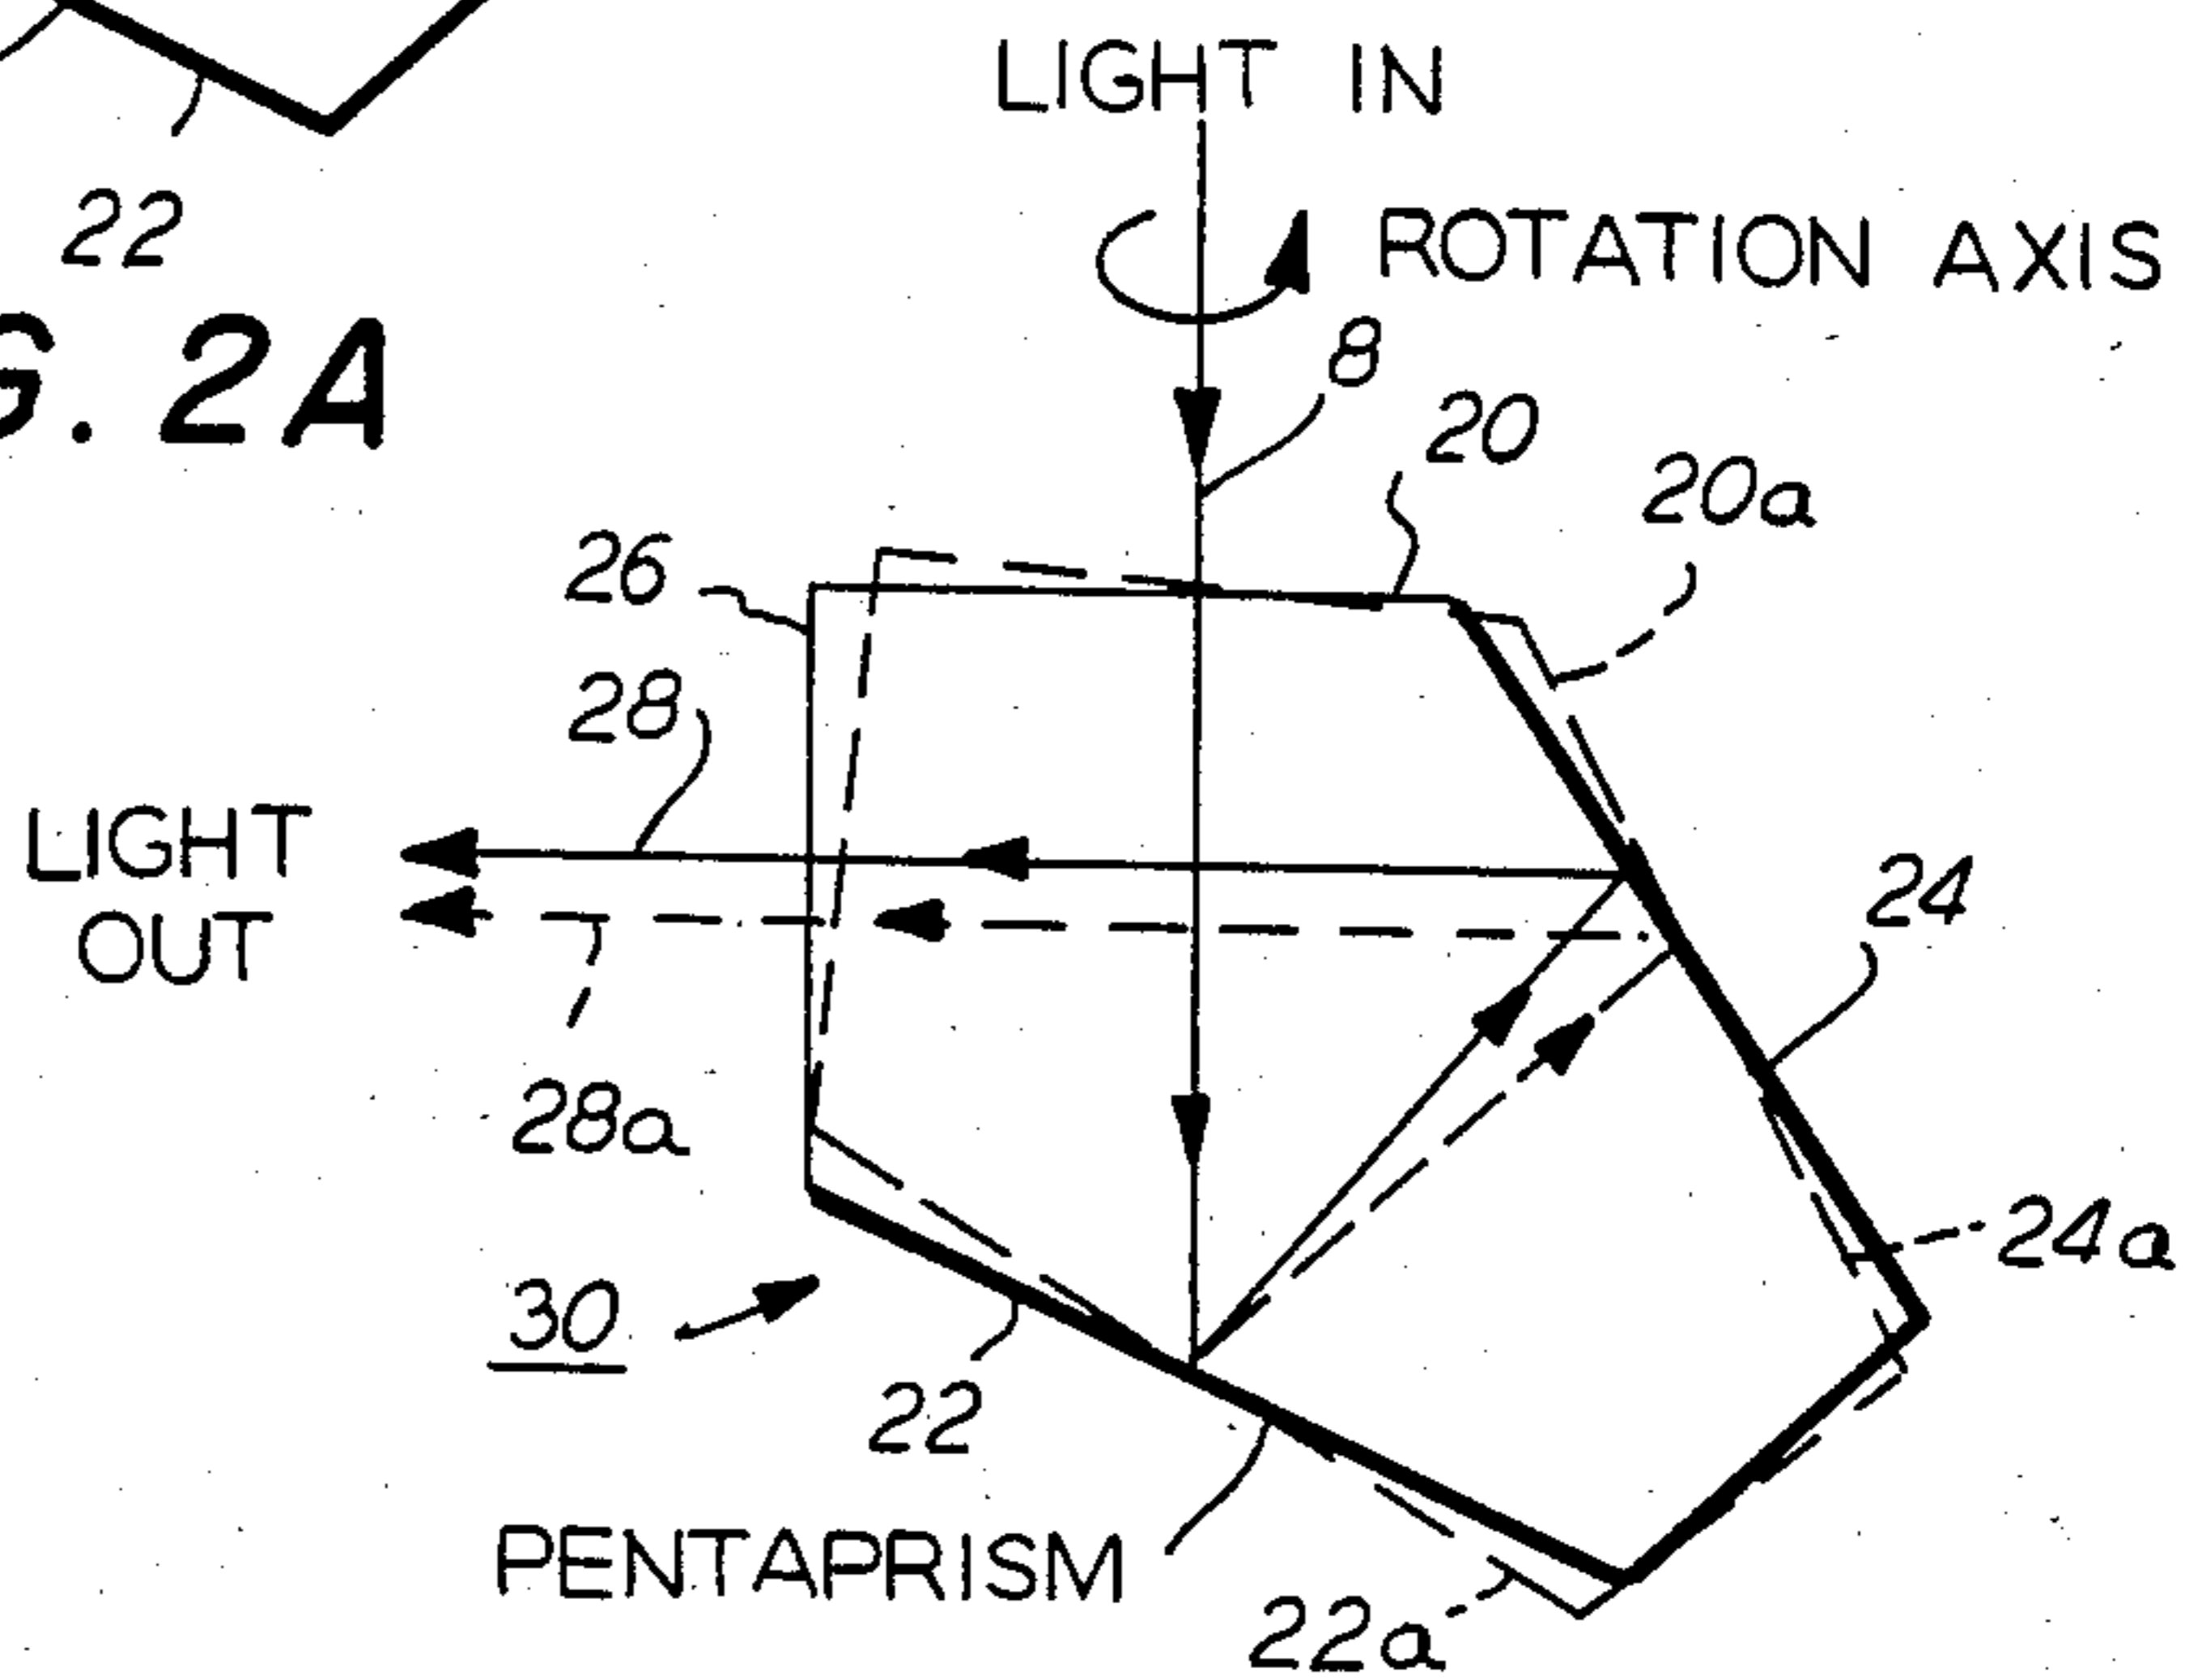 LIGHT IN
ROTATION AXIS
22
G. 2A
8
20
20a
26
28
LIGHT
OUT
24
28a
24a
30
22
PENTAPRISM
22a